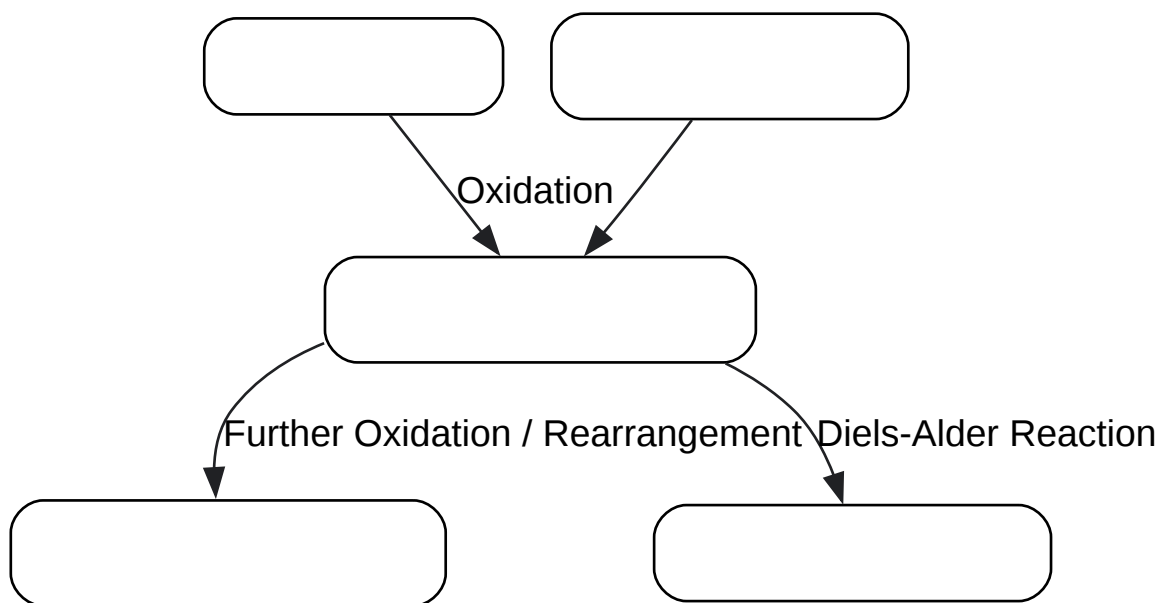 Oxidation
Further Oxidation / Rearrangement
Diels-Alder Reaction